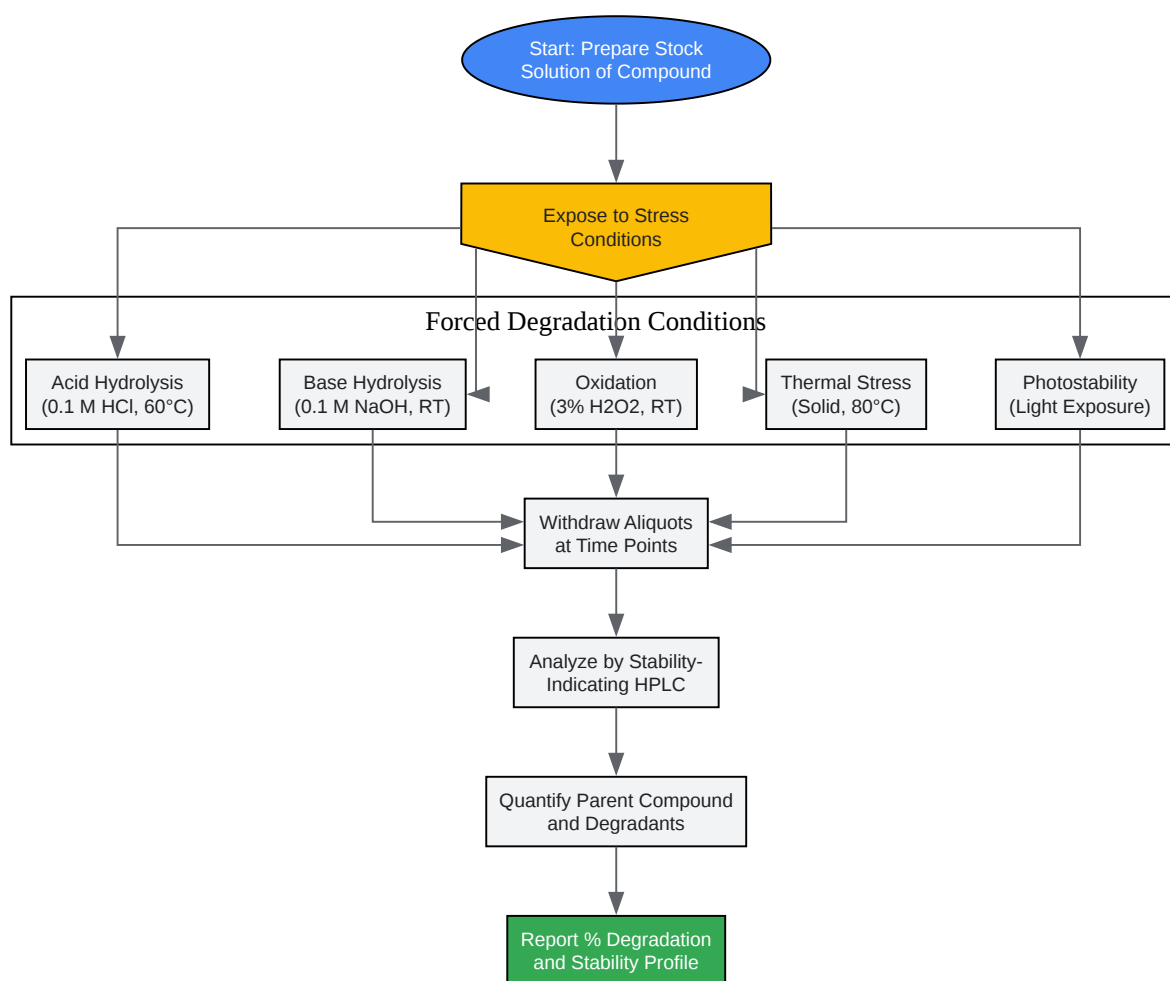 Start: Prepare Stock
Solution of Compound
Expose to Stress
Conditions
Forced Degradation Conditions
Acid Hydrolysis
(0.1 M HCl, 60°C)
Base Hydrolysis
(0.1 M NaOH, RT)
Oxidation
(3% H2O2, RT)
Thermal Stress
(Solid, 80°C)
Photostability
(Light Exposure)
Withdraw Aliquots
at Time Points
Analyze by Stability-
Indicating HPLC
Quantify Parent Compound
and Degradants
Report % Degradation
and Stability Profile